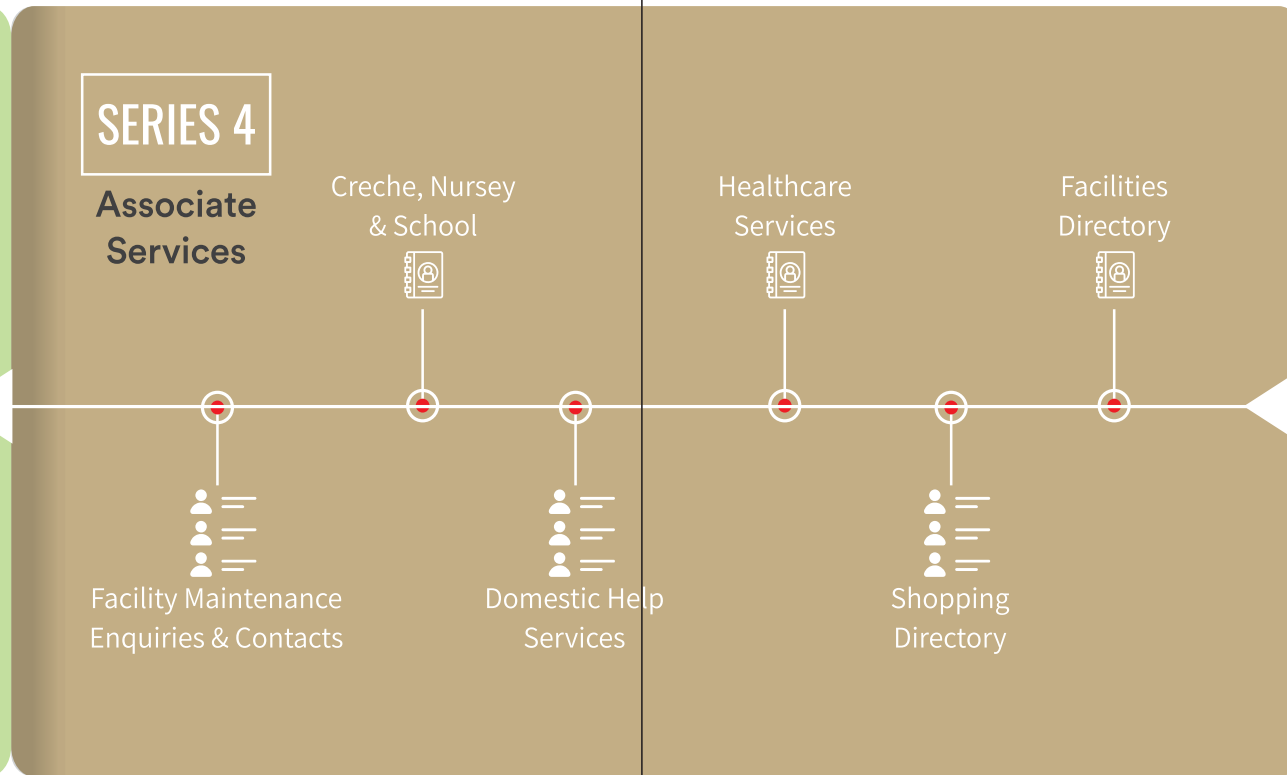 SERIES 4
Associate
Services
Creche, Nursey
& School
Healthcare
Services
Facilities
Directory
Facility Maintenance
Enquiries & Contacts
Domestic Help
Services
Shopping
Directory